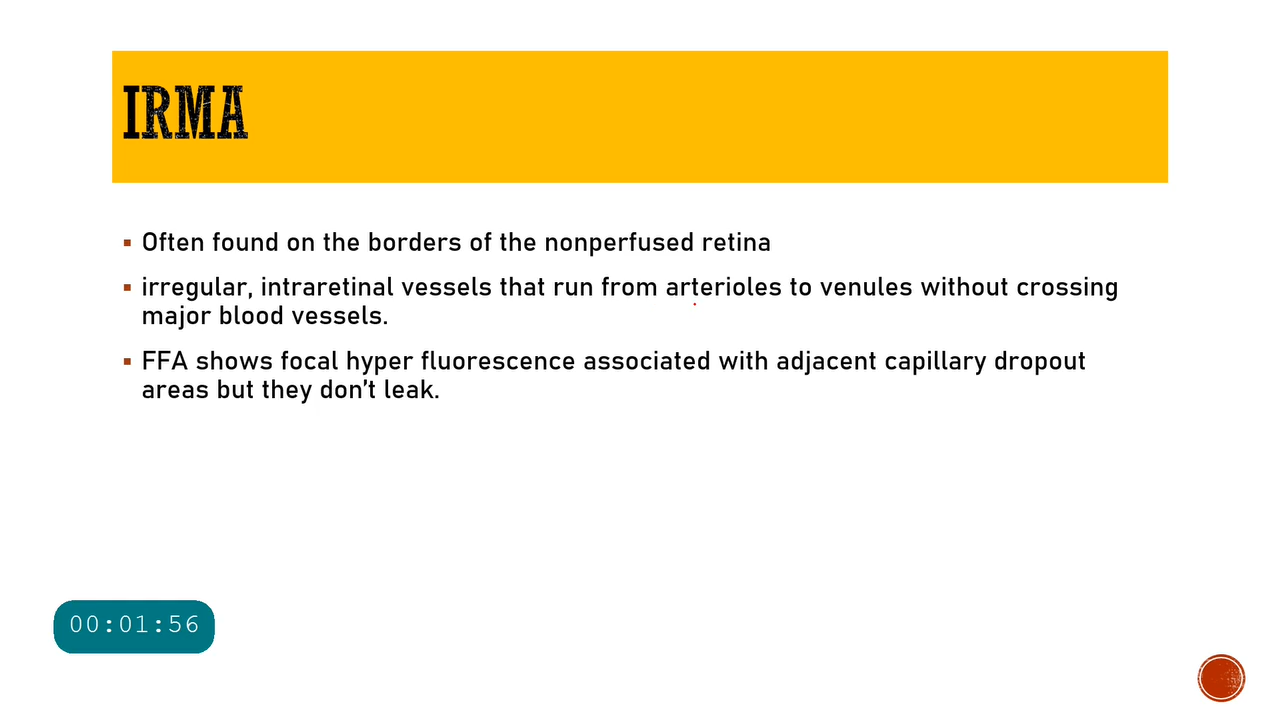 IRMA
Often found on the borders of the nonperfused retina
irregular, intraretinal vessels that run from arterioles to venules without crossing
major blood vessels.
FFA shows focal hyper fluorescence associated with adjacent capillary dropout
areas but they don't leak.
00:01:56